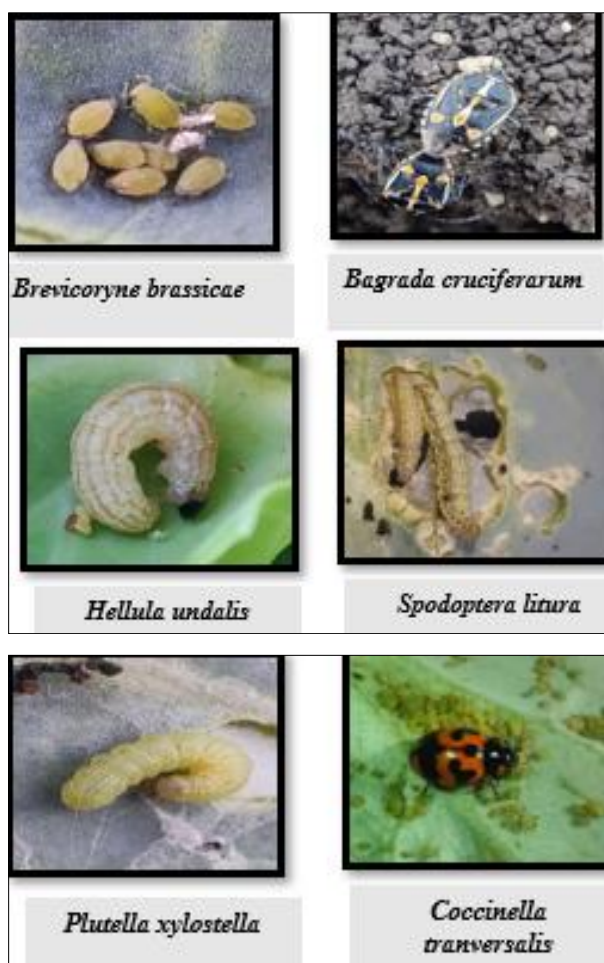 Brevicoryne brassicae
Bagrada cruciferarum
Hellula undalis
Spodoptera litura
Plutella xylostella
Coccinella
tranversalis